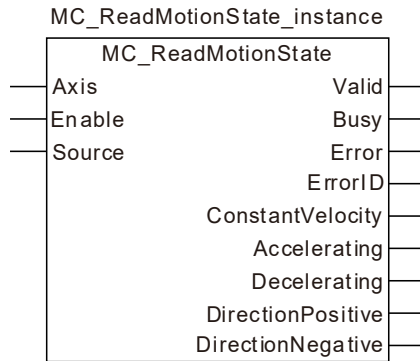 MC_ReadMotionState_instance
MC_ReadMotionState
Axis Valid
Enable Busy
Source Error
ErrorID
ConstantVelocity
Accelerating
Decelerating
DirectionPositive
DirectionNegative